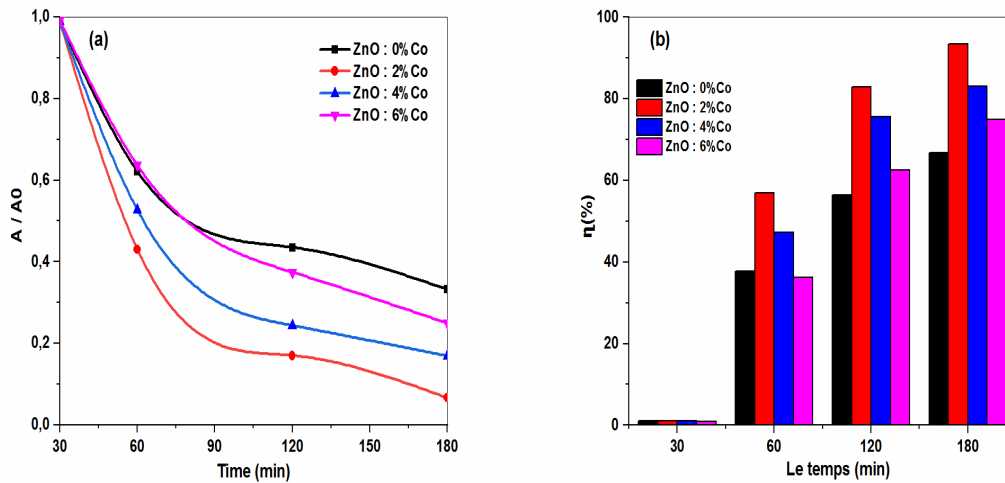 (a)
ZnO : 0% Co
ZnO : 2% Co
ZnO : 4% Co
ZnO : 6% Co
A / A0
1,0
0,8
0,6
0,4
0,2
0,0
30 60 90 120 150 180
Time (min)
(b)
ZnO : 0%Co
ZnO : 2%Co
ZnO : 4%Co
ZnO : 6%Co
η(%)
100
80
60
40
20
0
30 60 120 180
Le temps (min)